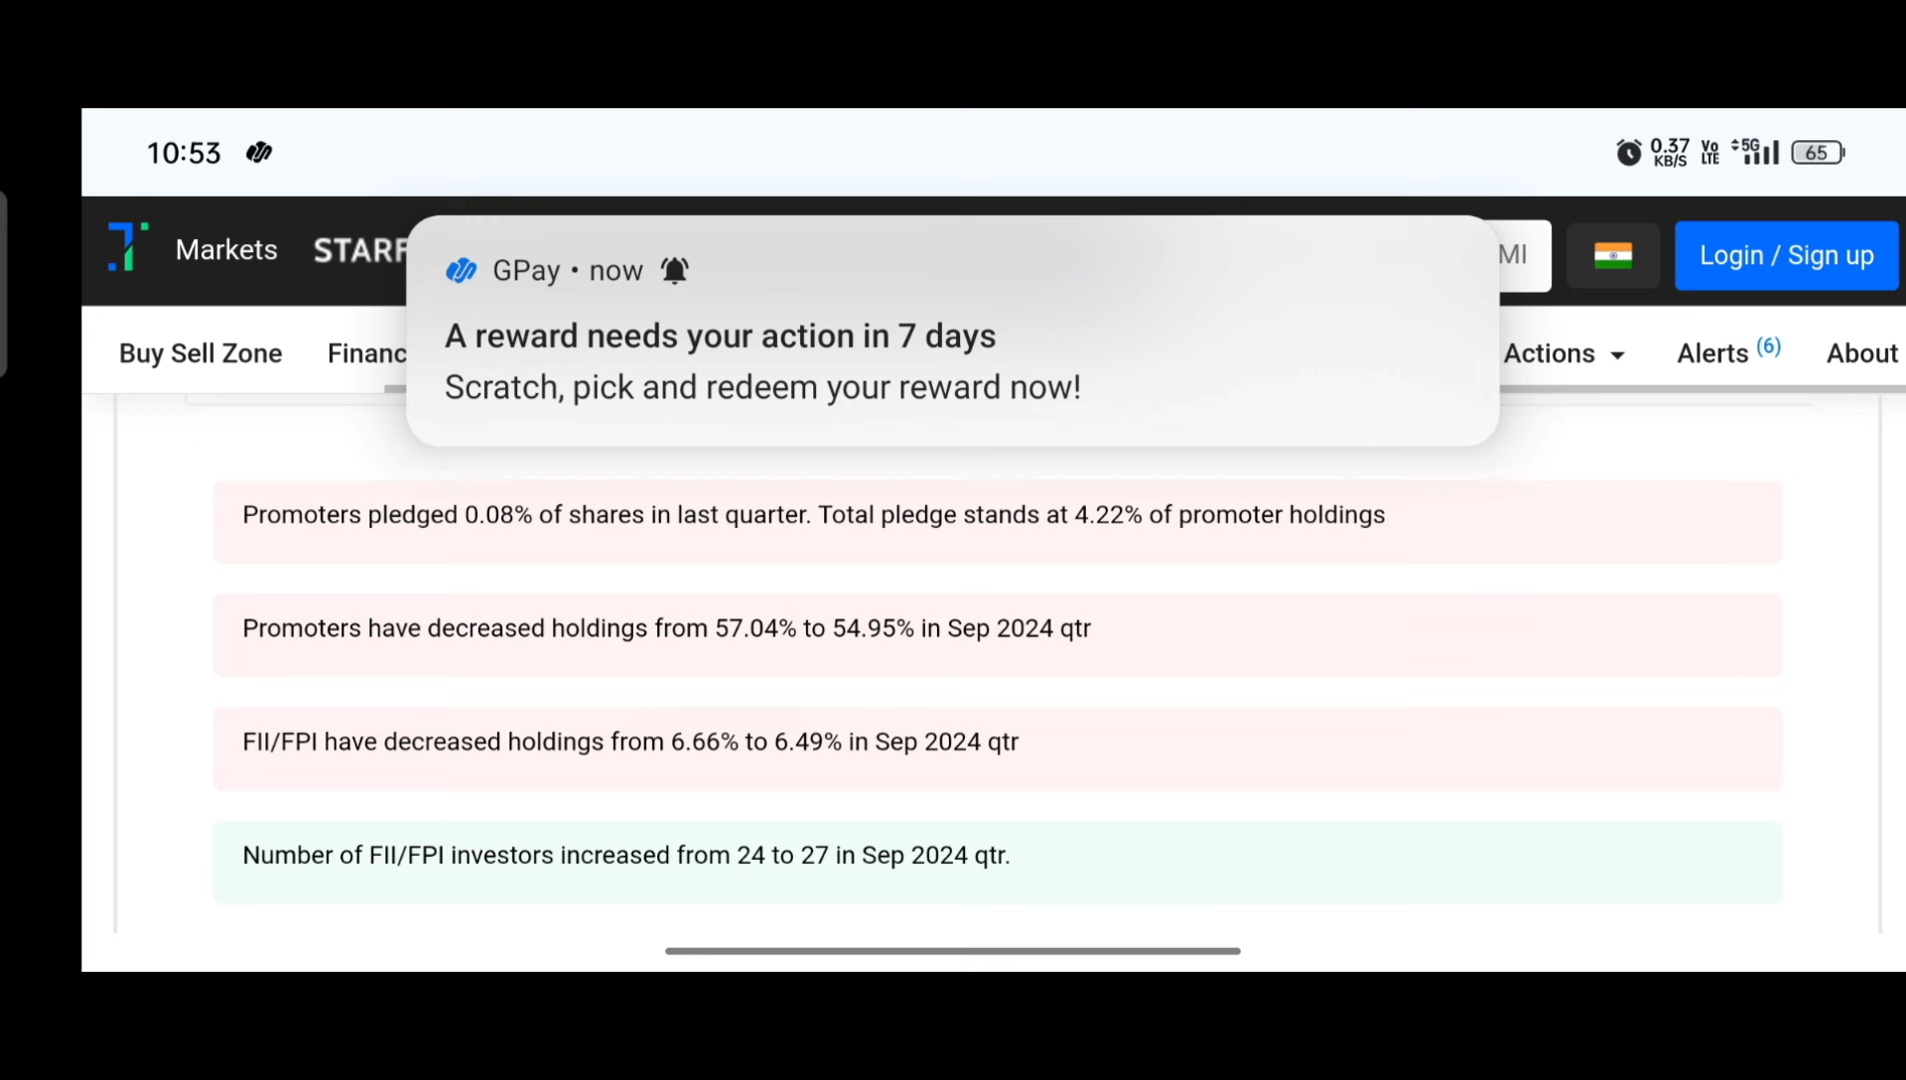 10:53
0.37 KB/S Vo LTE 5G 65
Markets STARF
MI
Login / Sign up
GPay • now
A reward needs your action in 7 days
Scratch, pick and redeem your reward now!
Buy Sell Zone Financ Actions Alerts (6) About
Promoters pledged 0.08% of shares in last quarter. Total pledge stands at 4.22% of promoter holdings
Promoters have decreased holdings from 57.04% to 54.95% in Sep 2024 qtr
FII/FPI have decreased holdings from 6.66% to 6.49% in Sep 2024 qtr
Number of FII/FPI investors increased from 24 to 27 in Sep 2024 qtr.